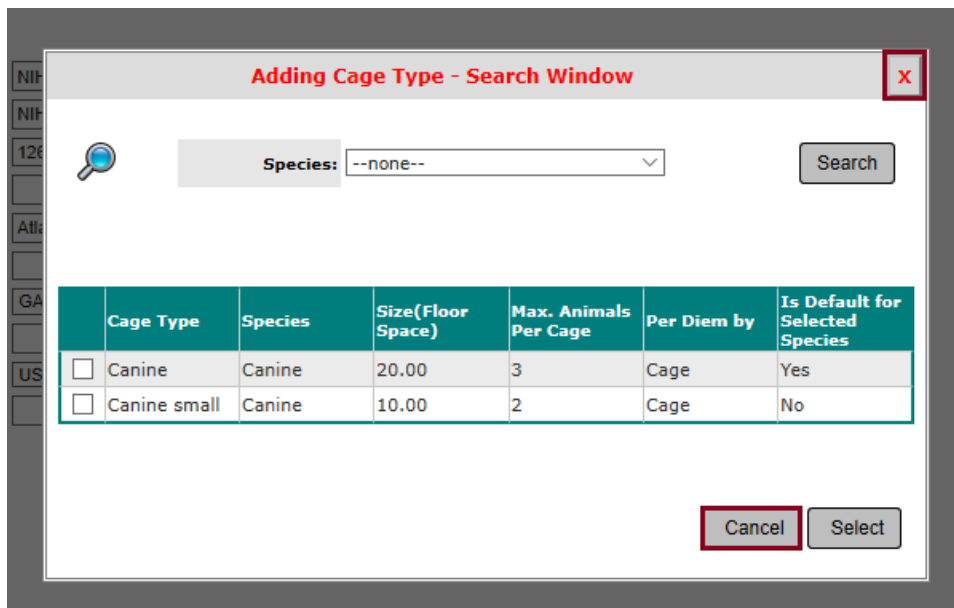 Adding Cage Type - Search Window
X
NIH
NIH
126
Species: --none--
Search
Atla
GA
US
Cage Type Species Size(Floor Space) Max. Animals Per Cage Per Diem by Is Default for Selected Species
Canine Canine 20.00 3 Cage Yes
Canine small Canine 10.00 2 Cage No
Cancel Select